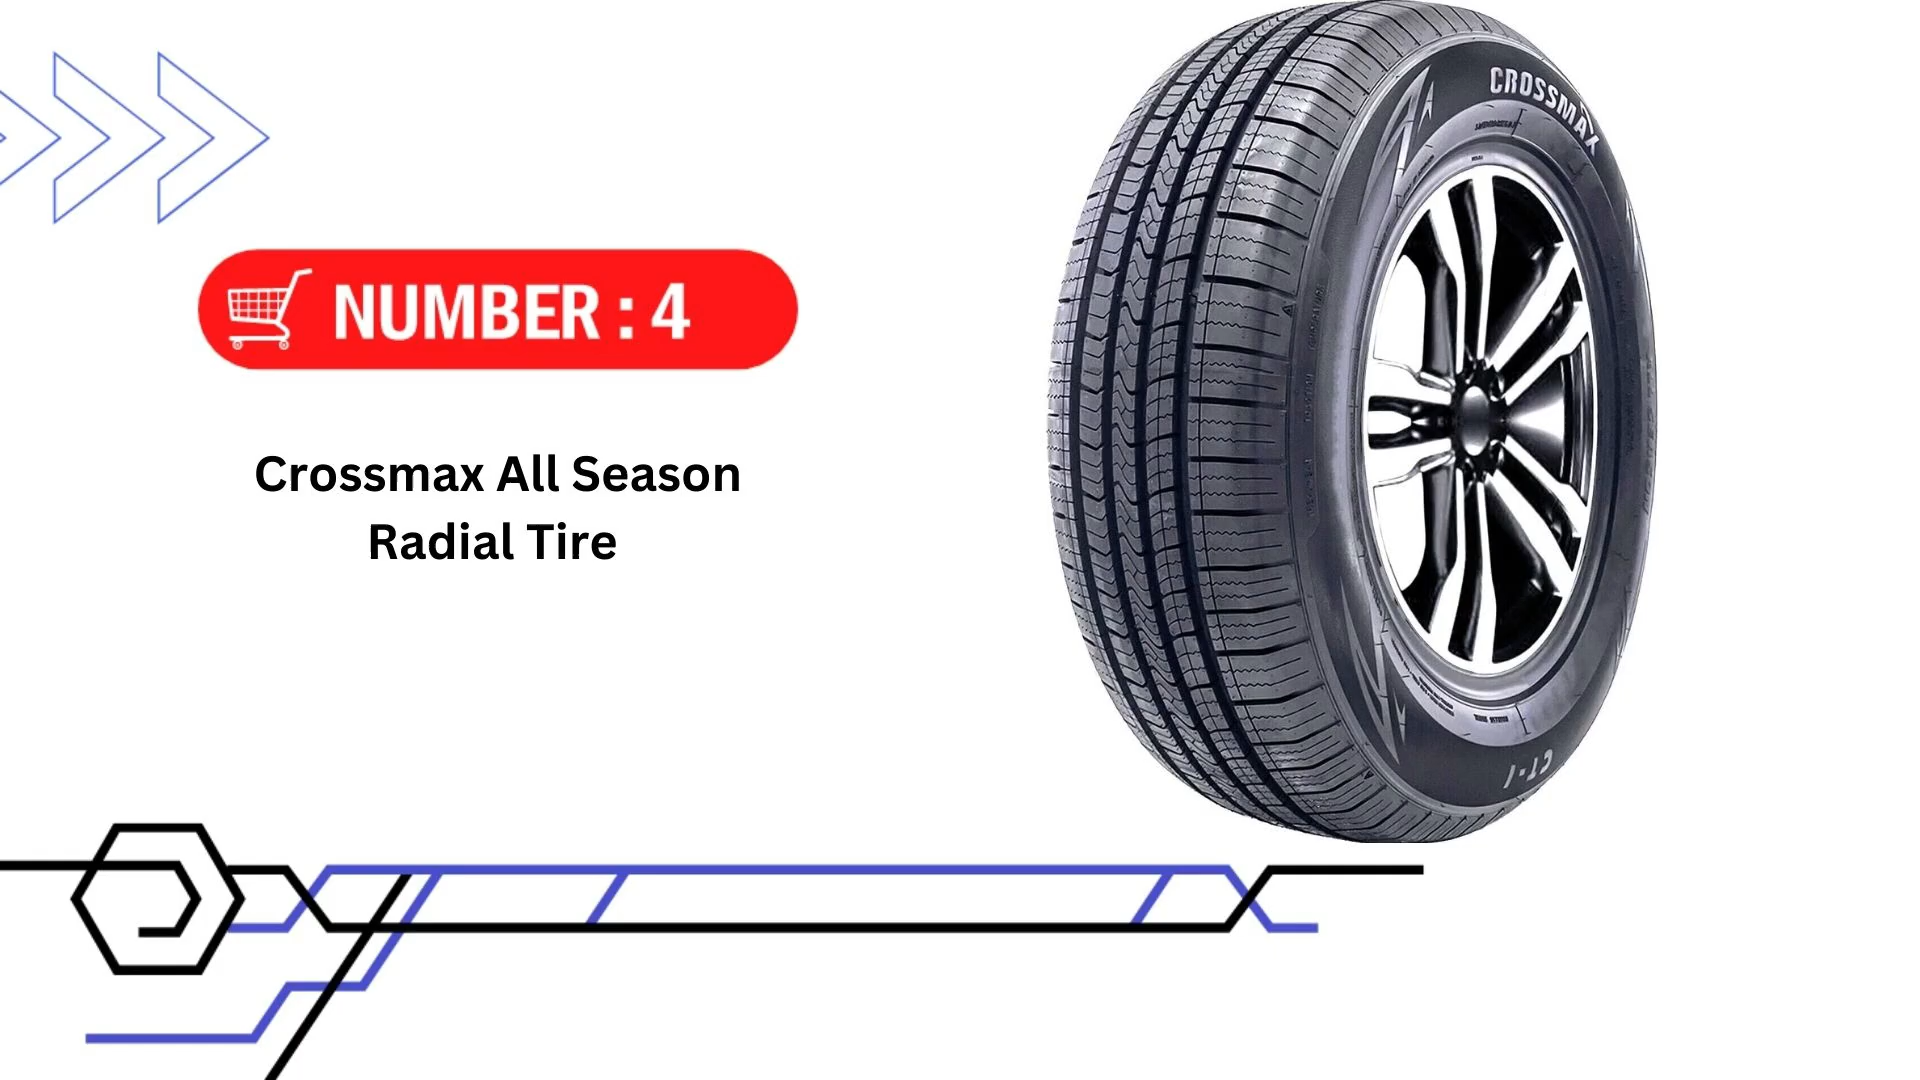 CROSSMAX
NUMBER : 4
Crossmax All Season
Radial Tire
CT-1